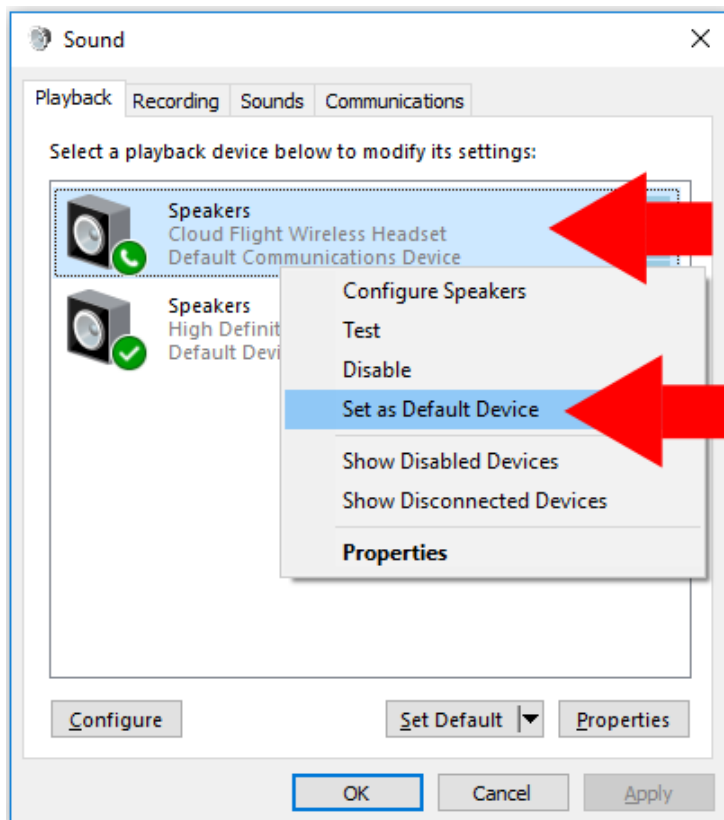 Sound
Playback Recording Sounds Communications
Select a playback device below to modify its settings:
Speakers
Cloud Flight Wireless Headset
Default Communications Device
Speakers
High Definit
Default Devi
Configure Speakers
Test
Disable
Set as Default Device
Show Disabled Devices
Show Disconnected Devices
Properties
Configure Set Default Properties
OK Cancel Apply